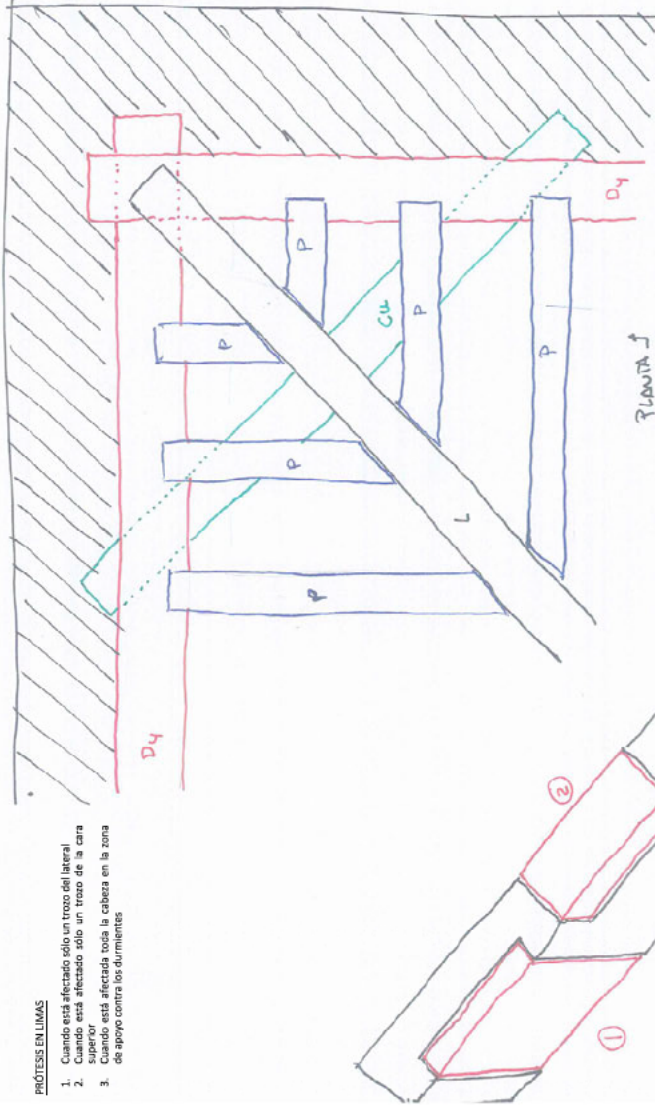 PRÓTESIS EN LIMAS
1. Cuando está afectado sólo un trozo del lateral
2. Cuando está afectado sólo un trozo de la cara
superior
3. Cuando está afectada toda la cabeza en la zona
de apoyo contra los durmientes
D4
D4
P
P
P
P
P
P
Cu
L
PLANTA 1
1
2